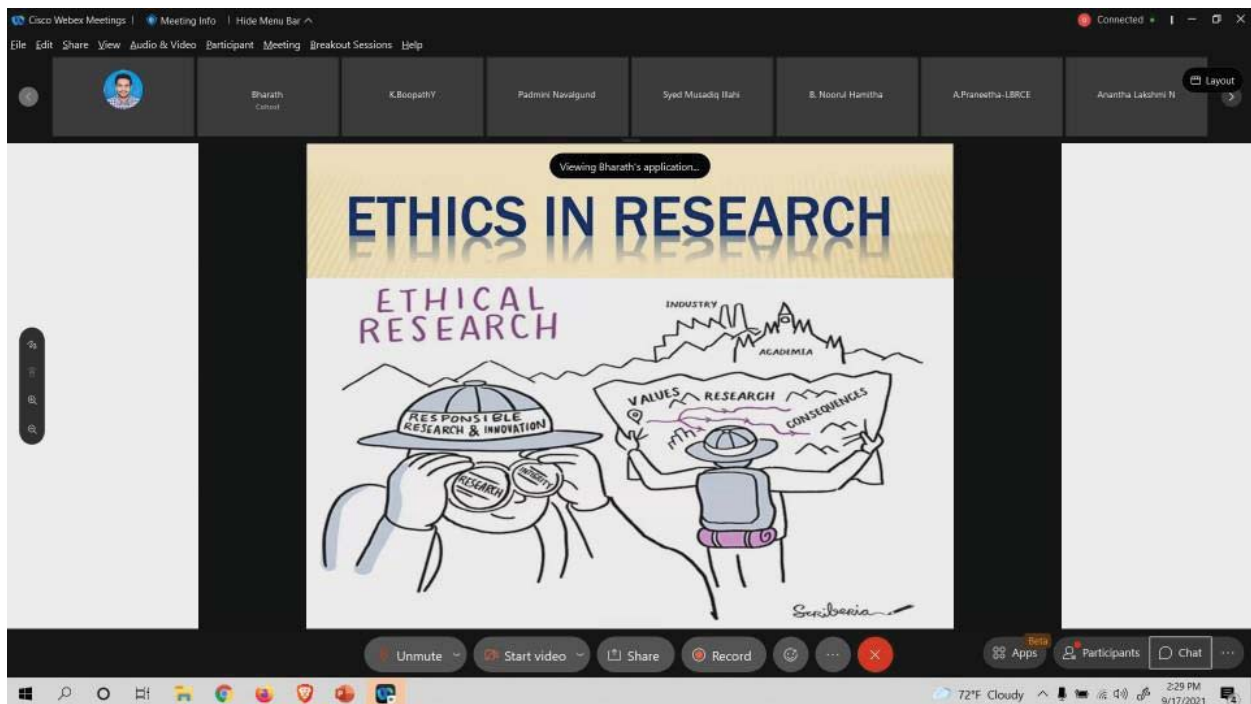 Cisco Webex Meetings | Meeting Info | Hide Menu Bar
Connected
File Edit Share View Audio & Video Participant Meeting Breakout Sessions Help
Layout
Bharath
Cohost
K.BoopathY
Padmini Navalgund
Syed Musadiq Illahi
B. Noorul Hamitha
A.Praneetha-LBRCE
Anantha Lakshmi N
Viewing Bharath's application...
ETHICS IN RESEARCH
ETHICAL
RESEARCH
INDUSTRY
ACADEMIA
VALUES RESEARCH CONSEQUENCES
RESPONSIBLE
RESEARCH & INNOVATION
RESEARCH INTEGRITY
Scriberia
Unmute Start video Share Record Apps Beta Participants Chat
72°F Cloudy
2:29 PM
9/17/2021
4